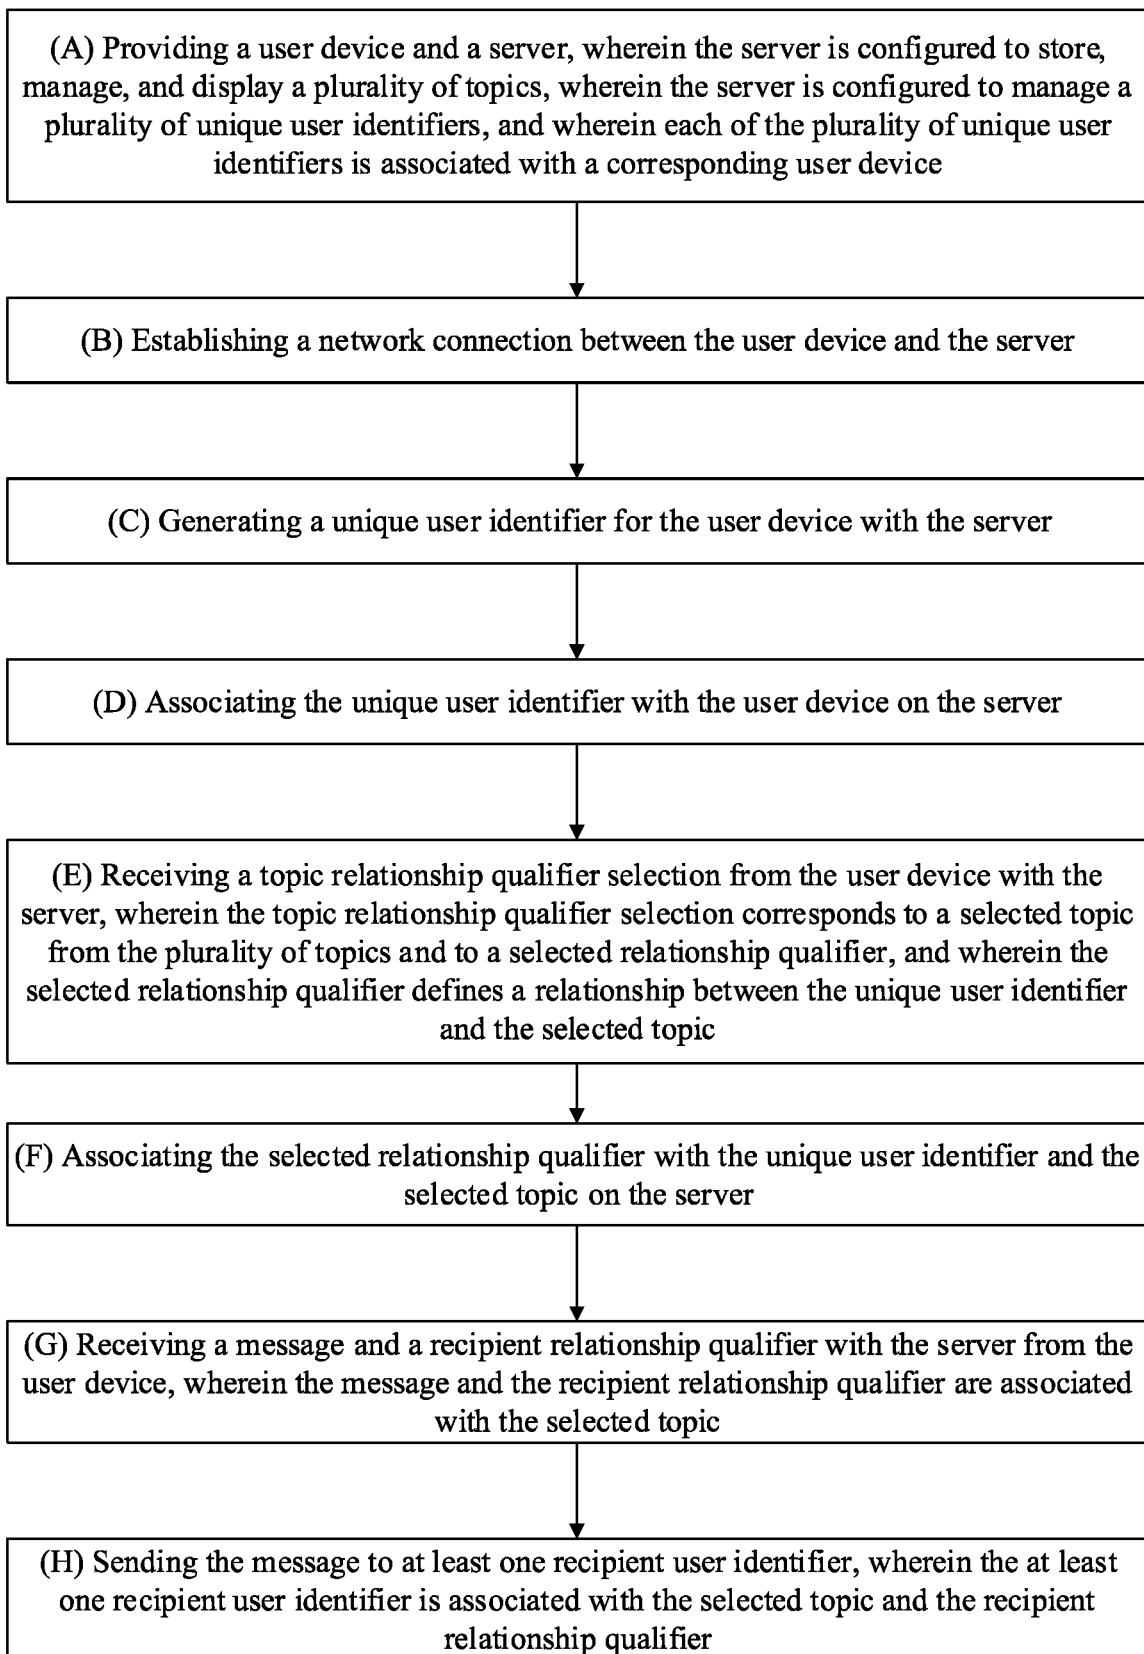 (A) Providing a user device and a server, wherein the server is configured to store,
manage, and display a plurality of topics, wherein the server is configured to manage a
plurality of unique user identifiers, and wherein each of the plurality of unique user
identifiers is associated with a corresponding user device
(B) Establishing a network connection between the user device and the server
(C) Generating a unique user identifier for the user device with the server
(D) Associating the unique user identifier with the user device on the server
(E) Receiving a topic relationship qualifier selection from the user device with the
server, wherein the topic relationship qualifier selection corresponds to a selected topic
from the plurality of topics and to a selected relationship qualifier, and wherein the
selected relationship qualifier defines a relationship between the unique user identifier
and the selected topic
(F) Associating the selected relationship qualifier with the unique user identifier and the
selected topic on the server
(G) Receiving a message and a recipient relationship qualifier with the server from the
user device, wherein the message and the recipient relationship qualifier are associated
with the selected topic
(H) Sending the message to at least one recipient user identifier, wherein the at least
one recipient user identifier is associated with the selected topic and the recipient
relationship qualifier